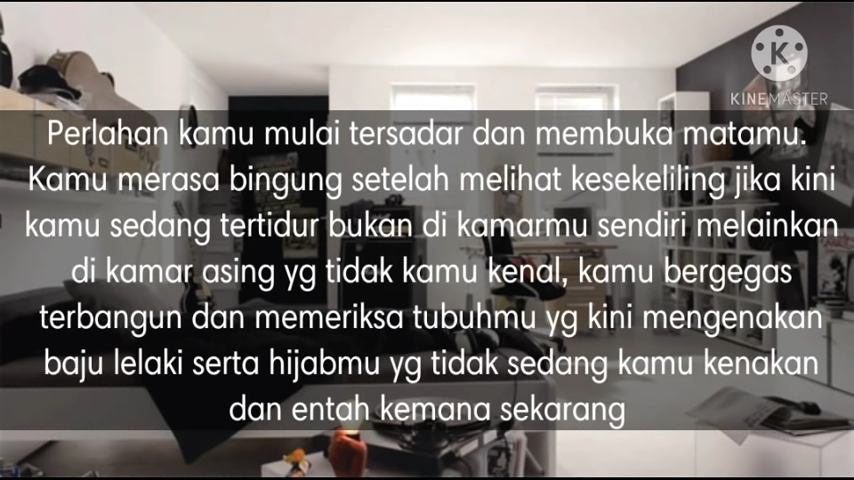 KINEMASTER
Perlahan kamu mulai tersadar dan membuka matamu.
Kamu merasa bingung setelah melihat kesekeliling jika kini
kamu sedang tertidur bukan di kamarmu sendiri melainkan
di kamar asing yg tidak kamu kenal, kamu bergegas
terbangun dan memeriksa tubuhmu yg kini mengenakan
baju lelaki serta hijabmu yg tidak sedang kamu kenakan
dan entah kemana sekarang